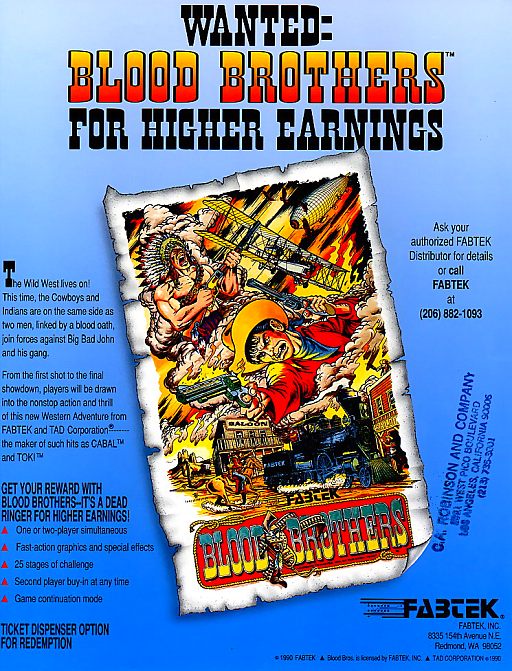 WANTED:
BLOOD BROTHERS™
FOR HIGHER EARNINGS
Ask your
authorized FABTEK
Distributor for details
or call
FABTEK
at
(206) 882-1093
The Wild West lives on!
This time, the Cowboys and
Indians are on the same side as
two men, linked by a blood oath,
join forces against Big Bad John
and his gang.
From the first shot to the final
showdown, players will be drawn
into the nonstop action and thrill
of this new Western Adventure from
FABTEK and TAD Corporation®
the maker of such hits as CABAL™
and TOKI™
GET YOUR REWARD WITH
BLOOD BROTHERS–IT'S A DEAD
RINGER FOR HIGHER EARNINGS!
▲ One or two-player simultaneous
▲ Fast-action graphics and special effects
▲ 25 stages of challenge
▲ Second player buy-in at any time
▲ Game continuation mode
TICKET DISPENSER OPTION
FOR REDEMPTION
SALOON
FABTEK
FABTEK
BLOOD BROTHERS
C.A. ROBINSON AND COMPANY
WEST PICO BOULEVARD
LOS ANGELES, CALIFORNIA 90006
FABTEK®
FABTEK, INC.
8335 154th Avenue N.E.
Redmond, WA 98052
©1990 FABTEK ▲ Blood Bros. is licensed by FABTEK, INC. ▲ TAD CORPORATION ©1990